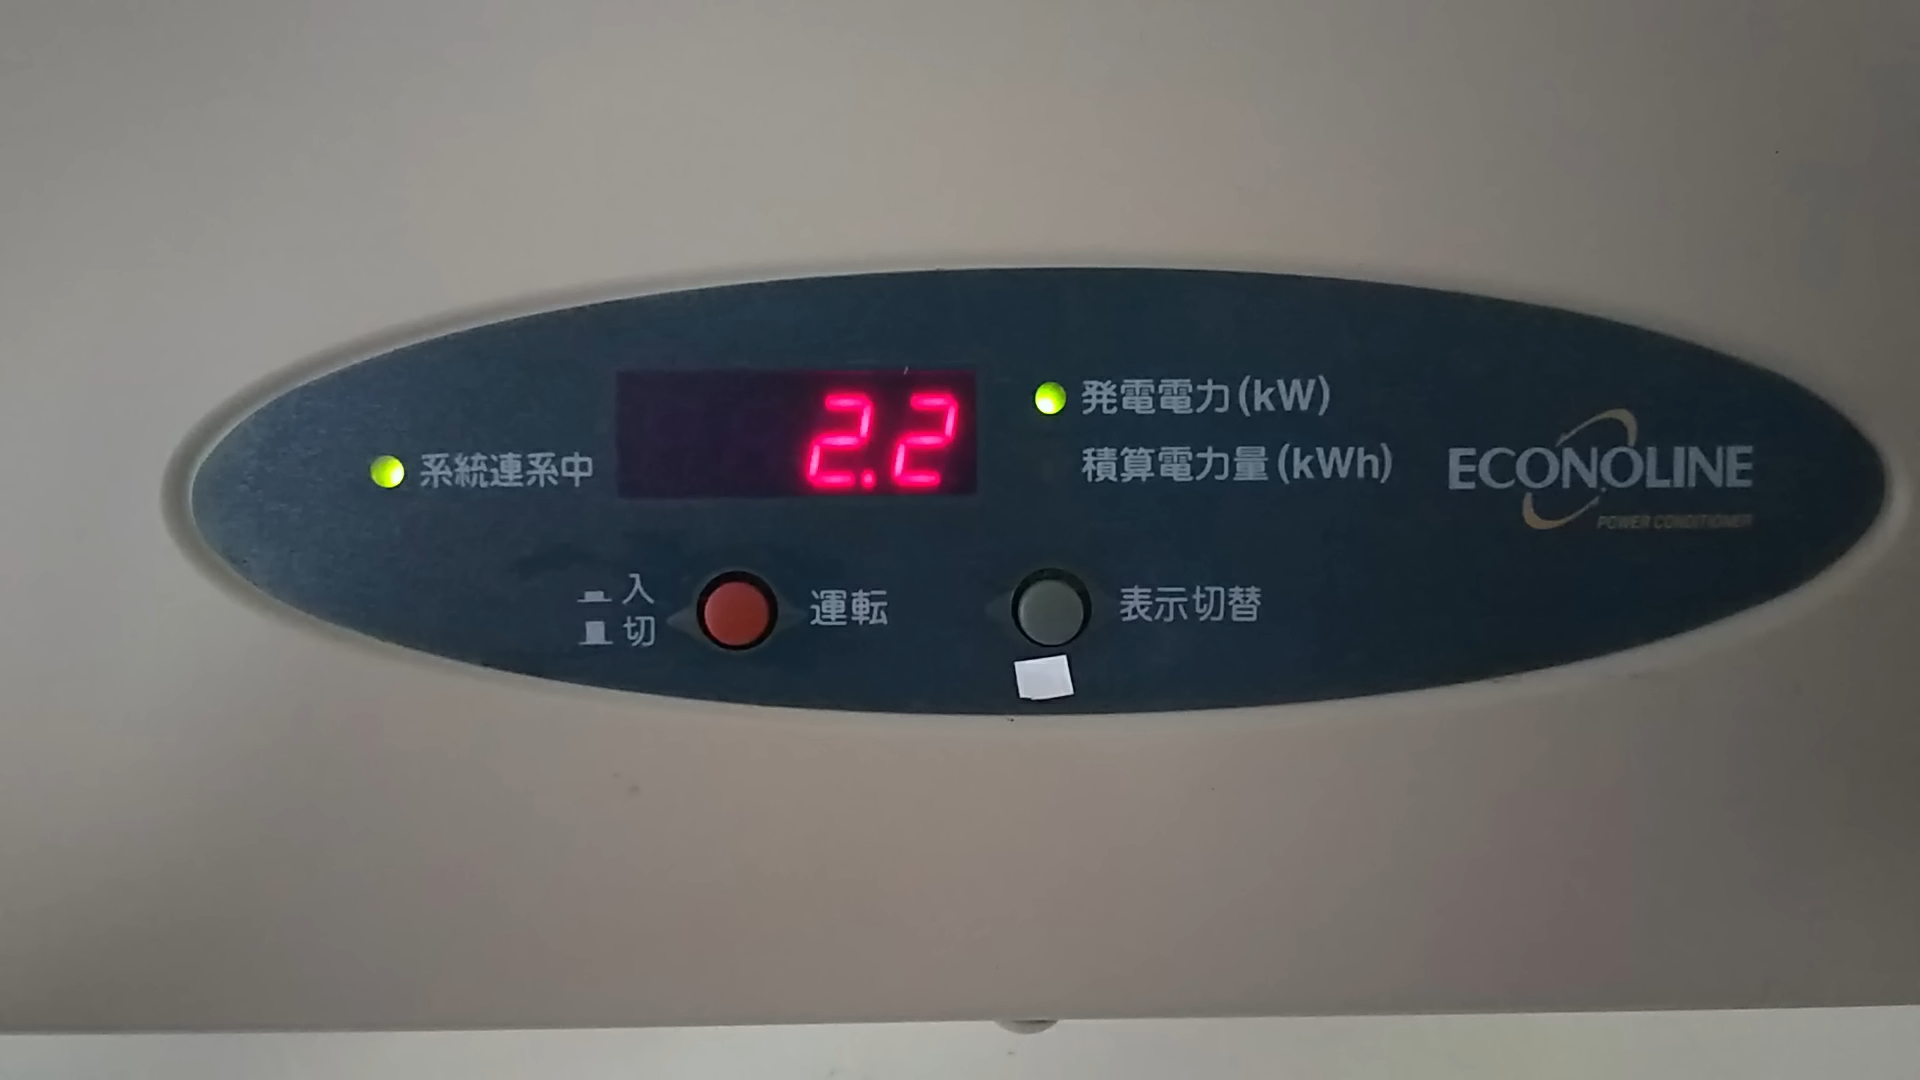 2.2
発電電力(kW)
系統連系中
積算電力量(kWh)
ECONOLINE
POWER CONDITIONER
入
切
運転
表示切替